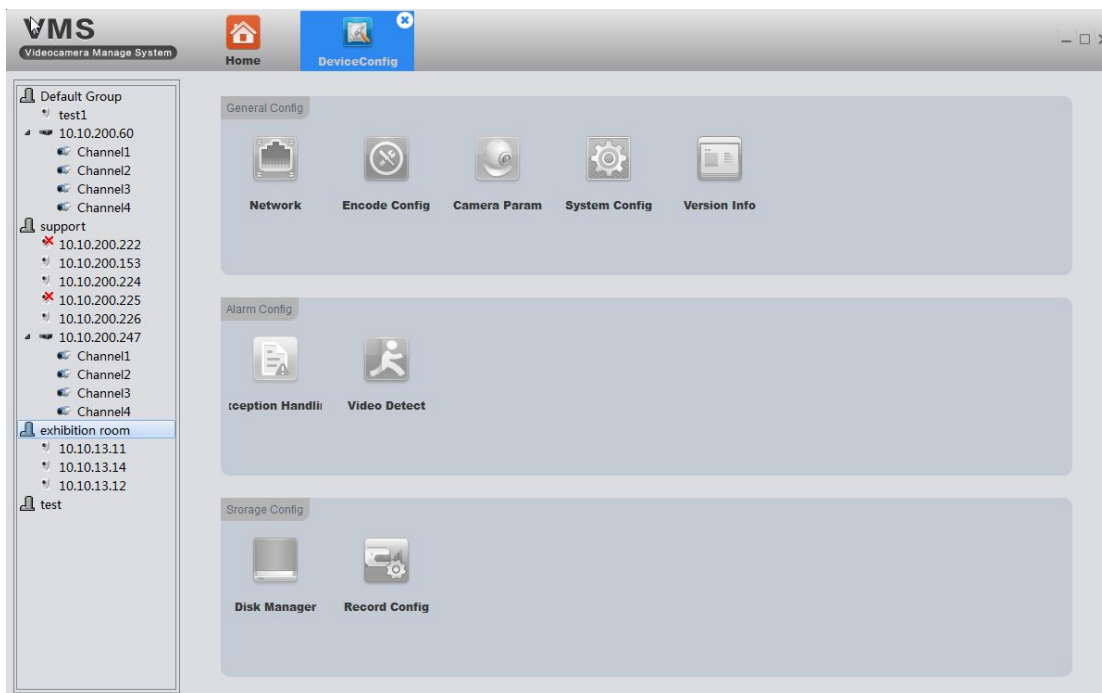 VMS
Videocamera Manage System
Home
DeviceConfig
Default Group
test1
10.10.200.60
Channel1
Channel2
Channel3
Channel4
support
10.10.200.222
10.10.200.153
10.10.200.224
10.10.200.225
10.10.200.226
10.10.200.247
Channel1
Channel2
Channel3
Channel4
exhibition room
10.10.13.11
10.10.13.14
10.10.13.12
test
General Config
Network Encode Config Camera Param System Config Version Info
Alarm Config
xception Handli Video Detect
Srorage Config
Disk Manager Record Config